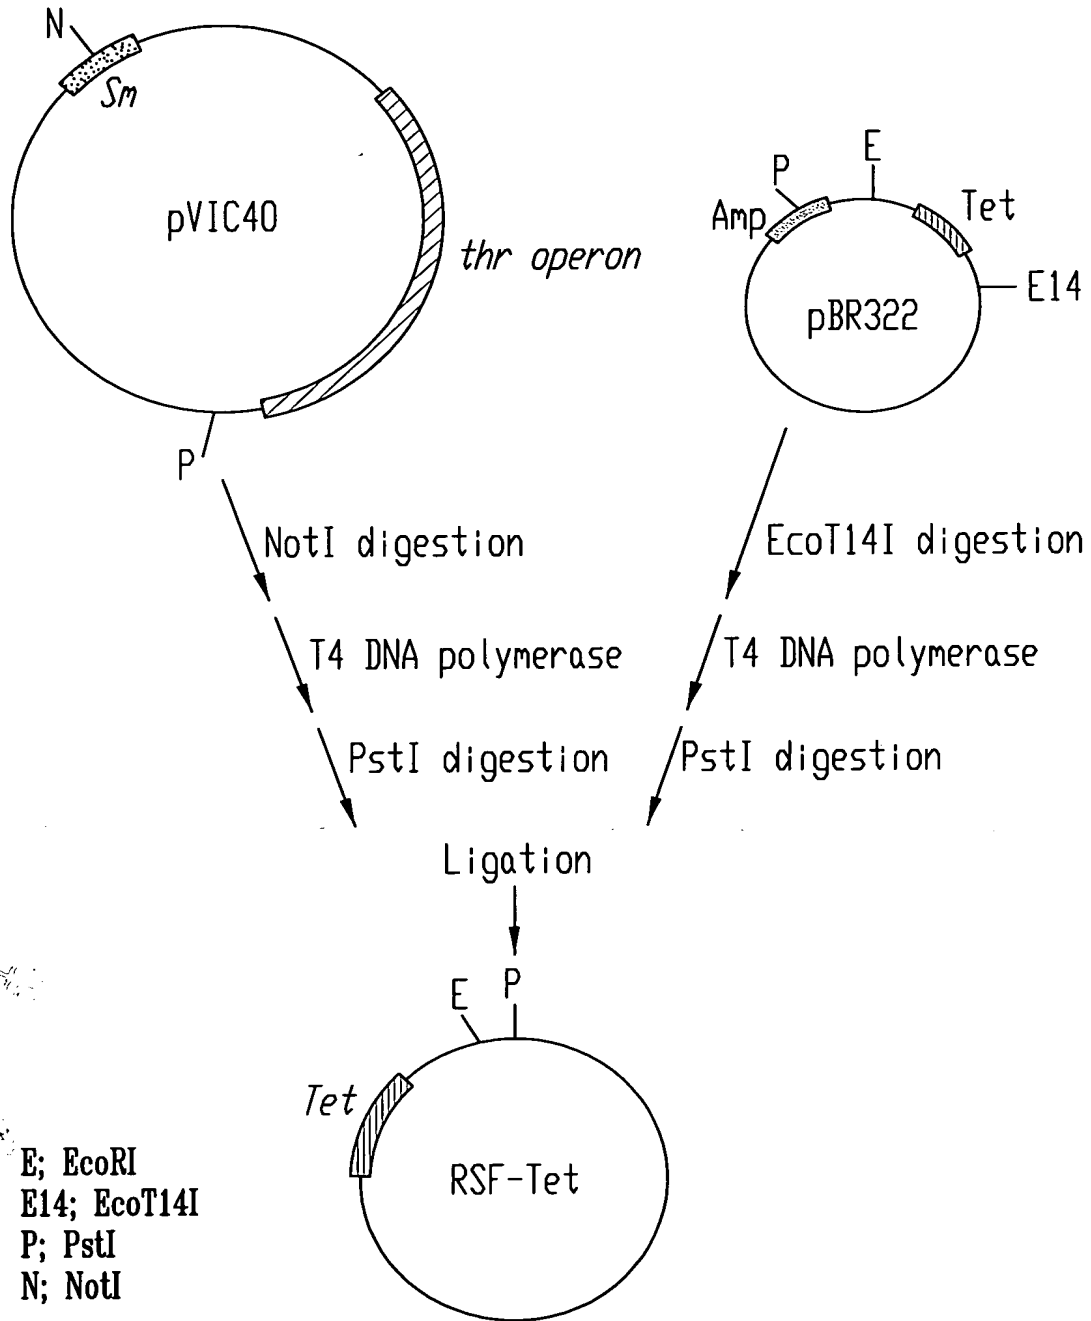 N
Sm
pVIC40
thr operon
P
P
E
Amp
Tet
E14
pBR322
NotI digestion
EcoT14I digestion
T4 DNA polymerase
T4 DNA polymerase
PstI digestion
PstI digestion
Ligation
E
P
Tet
RSF-Tet
E; EcoRI
E14; EcoT14I
P; PstI
N; NotI